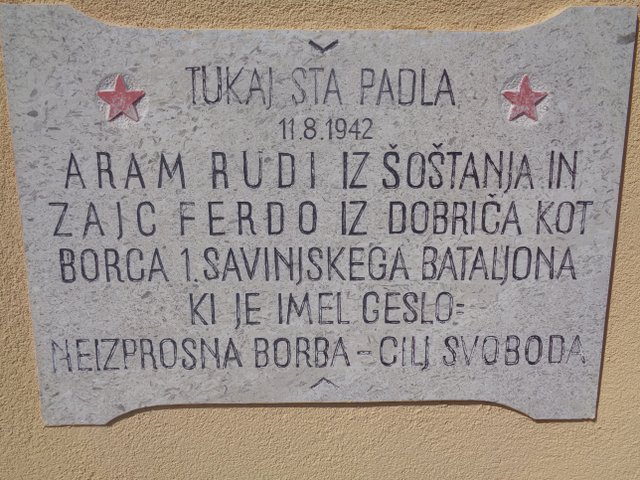 TUKAJ STA PADLA
11.8.1942
ARAM RUDI IZ ŠOŠTANJA IN
ZAJC FERDO IZ DOBRIČA KOT
BORCA 1. SAVINJSKEGA BATALJONA
KI JE IMEL GESLO=
NEIZPROSNA BORBA – CILJ SVOBODA